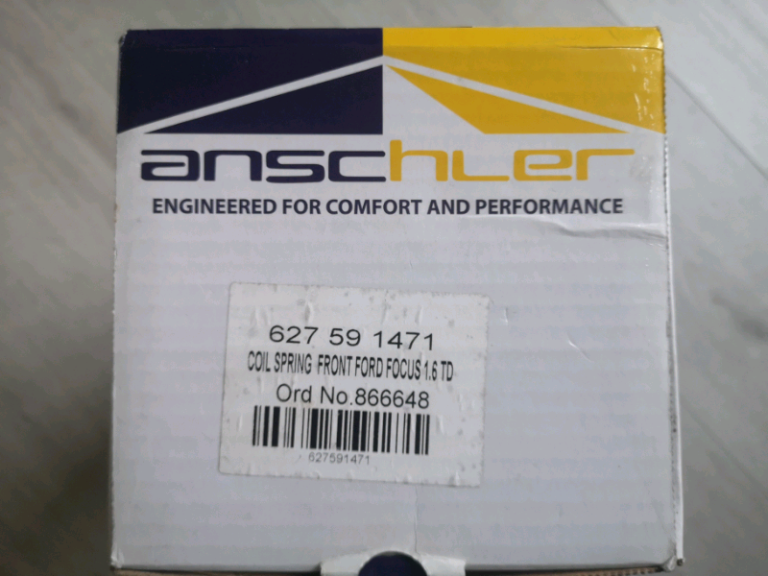 anschler
ENGINEERED FOR COMFORT AND PERFORMANCE
627 59 1471
COIL SPRING FRONT FORD FOCUS 1.6 TD
Ord No.866648
627591471